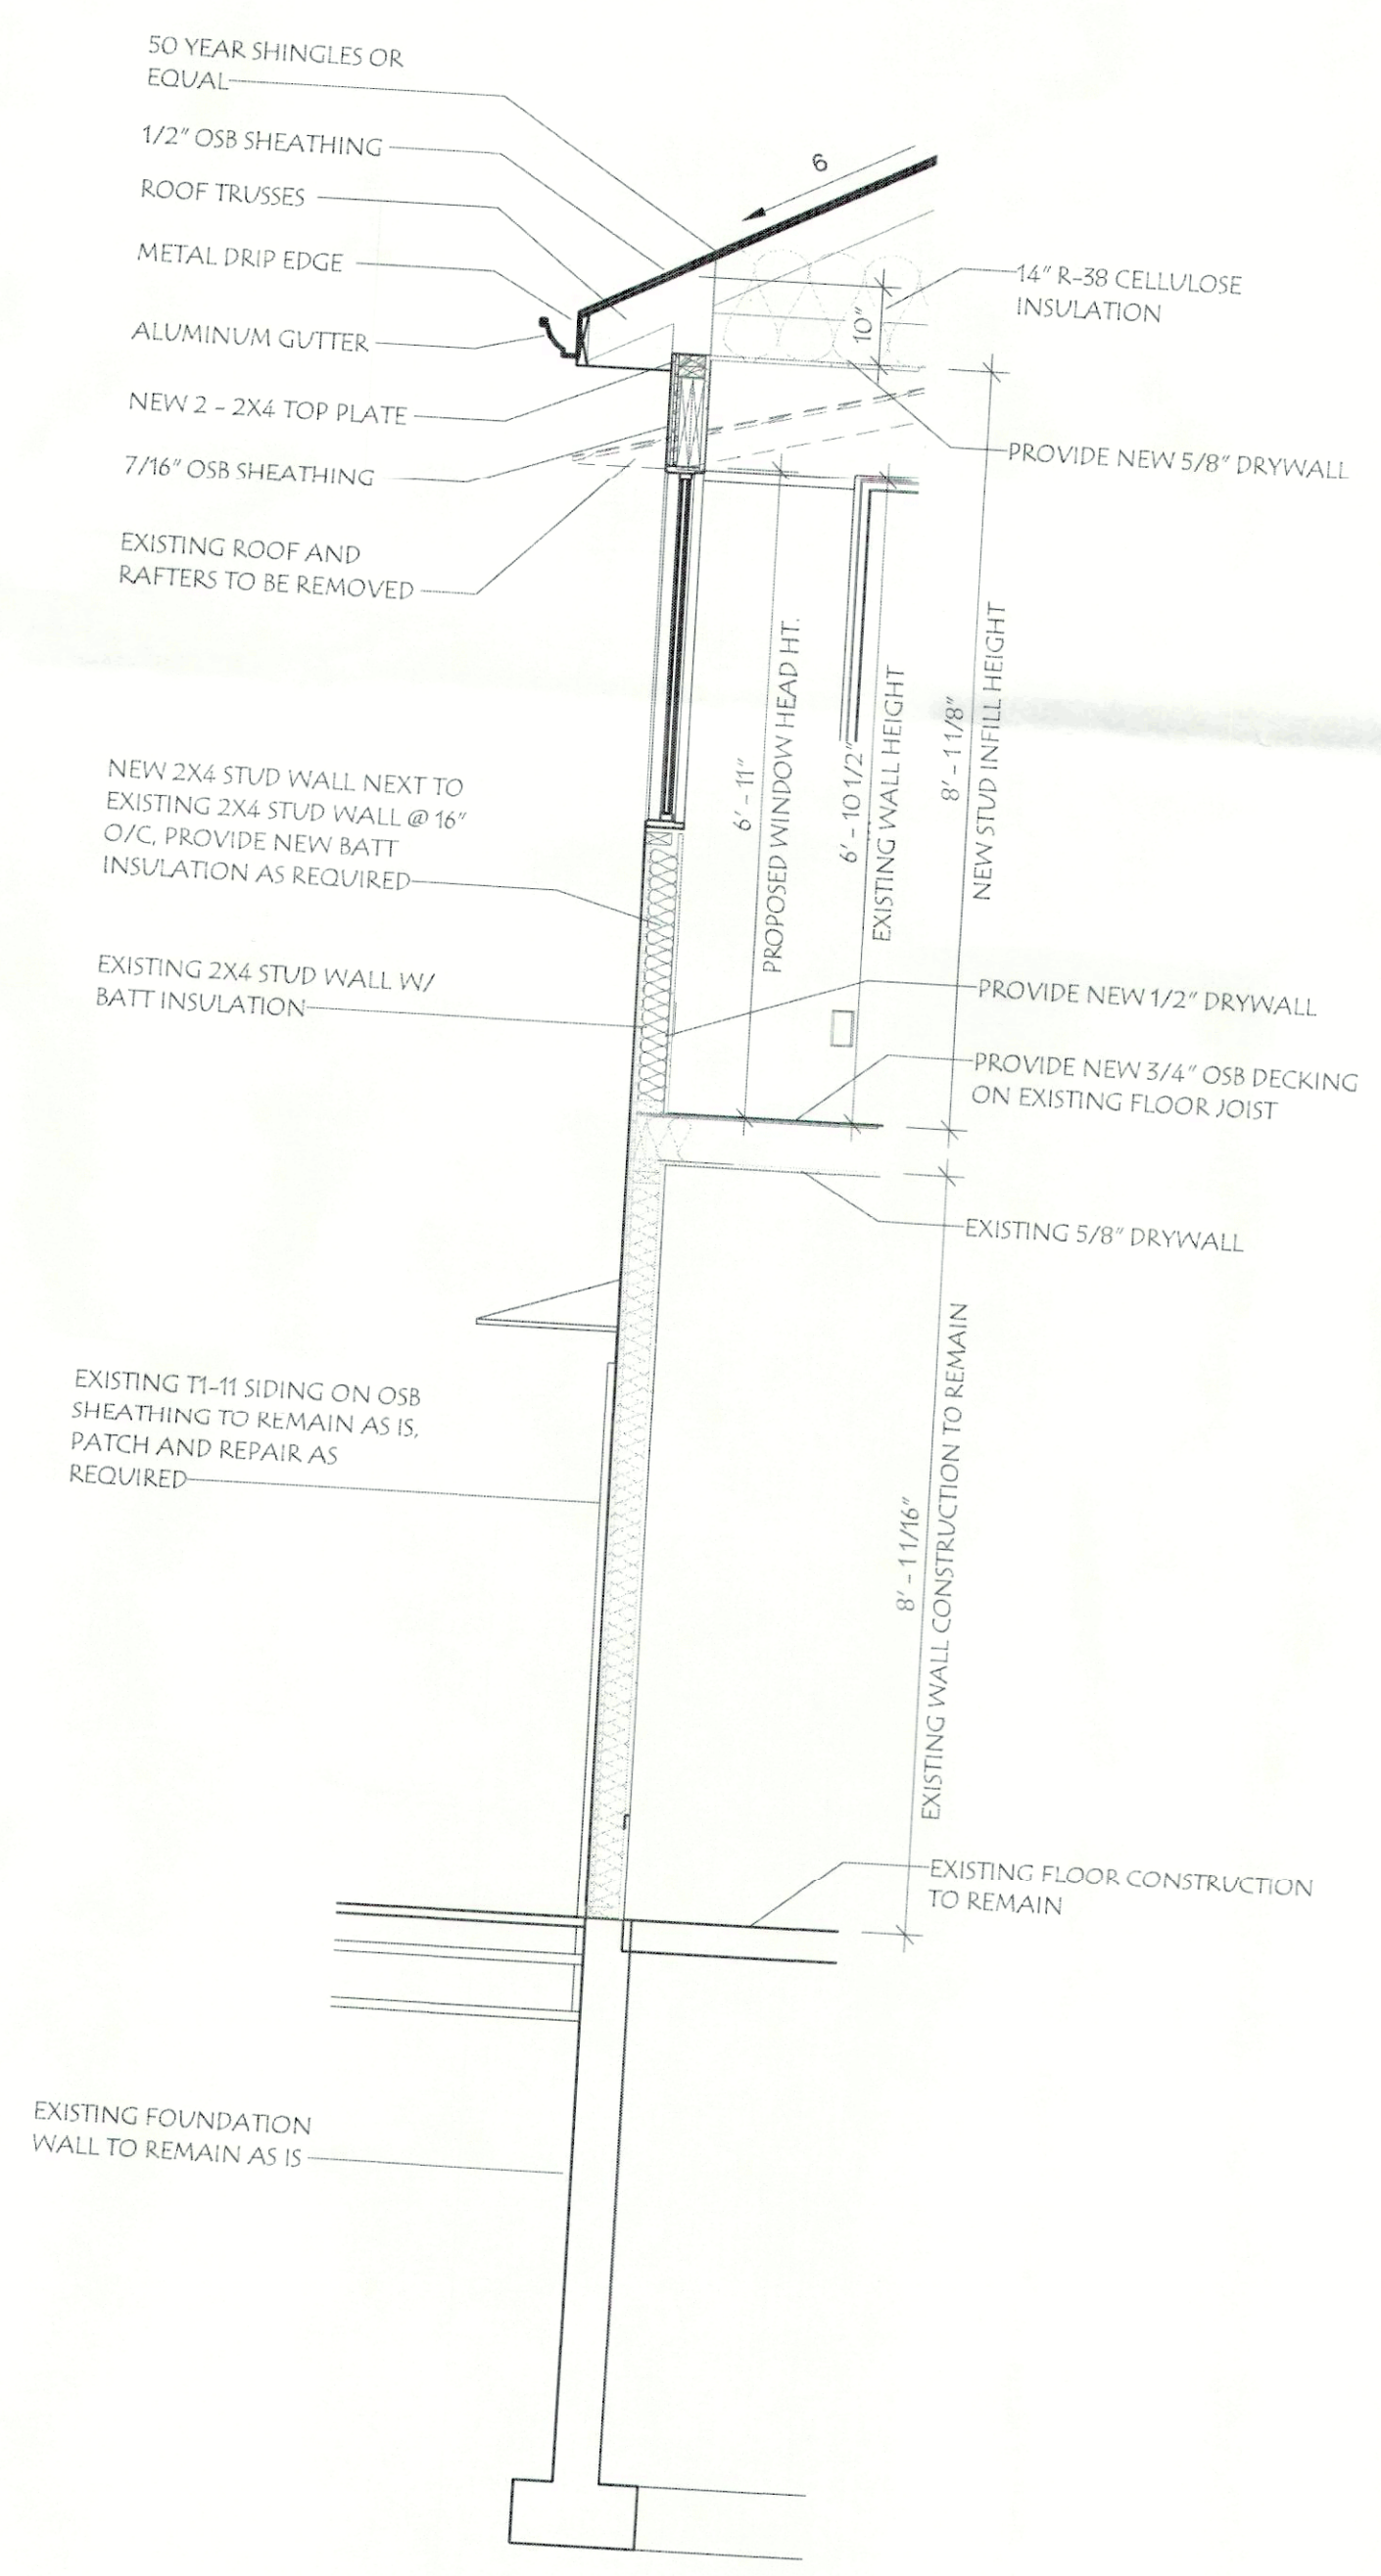 50 YEAR SHINGLES OR
EQUAL
1/2" OSB SHEATHING
ROOF TRUSSES
METAL DRIP EDGE
ALUMINUM GUTTER
NEW 2 - 2X4 TOP PLATE
7/16" OSB SHEATHING
EXISTING ROOF AND
RAFTERS TO BE REMOVED
NEW 2X4 STUD WALL NEXT TO
EXISTING 2X4 STUD WALL @ 16"
O/C, PROVIDE NEW BATT
INSULATION AS REQUIRED
EXISTING 2X4 STUD WALL W/
BATT INSULATION
EXISTING T1-11 SIDING ON OSB
SHEATHING TO REMAIN AS IS,
PATCH AND REPAIR AS
REQUIRED
EXISTING FOUNDATION
WALL TO REMAIN AS IS
6
10"
14" R-38 CELLULOSE
INSULATION
PROVIDE NEW 5/8" DRYWALL
6' - 11"
PROPOSED WINDOW HEAD HT.
6' - 10 1/2"
EXISTING WALL HEIGHT
8' - 1 1/8"
NEW STUD INFILL HEIGHT
PROVIDE NEW 1/2" DRYWALL
PROVIDE NEW 3/4" OSB DECKING
ON EXISTING FLOOR JOIST
EXISTING 5/8" DRYWALL
8' - 1 1/16"
EXISTING WALL CONSTRUCTION TO REMAIN
EXISTING FLOOR CONSTRUCTION
TO REMAIN